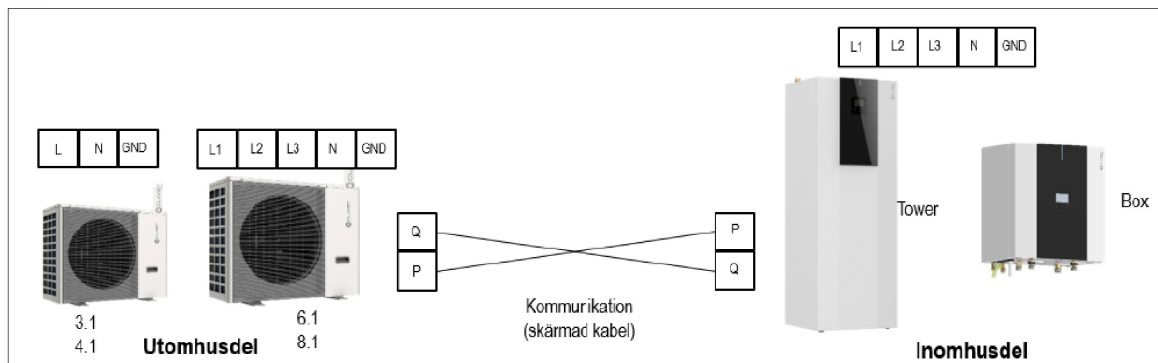 L1 L2 L3 N GND
L N GND
L1 L2 L3 N GND
Tower
Box
Q
P
P
Q
Kommurikation
(skärmad kabel)
3.1
4.1
Utomhusdel
6.1
8.1
Inomhusdel